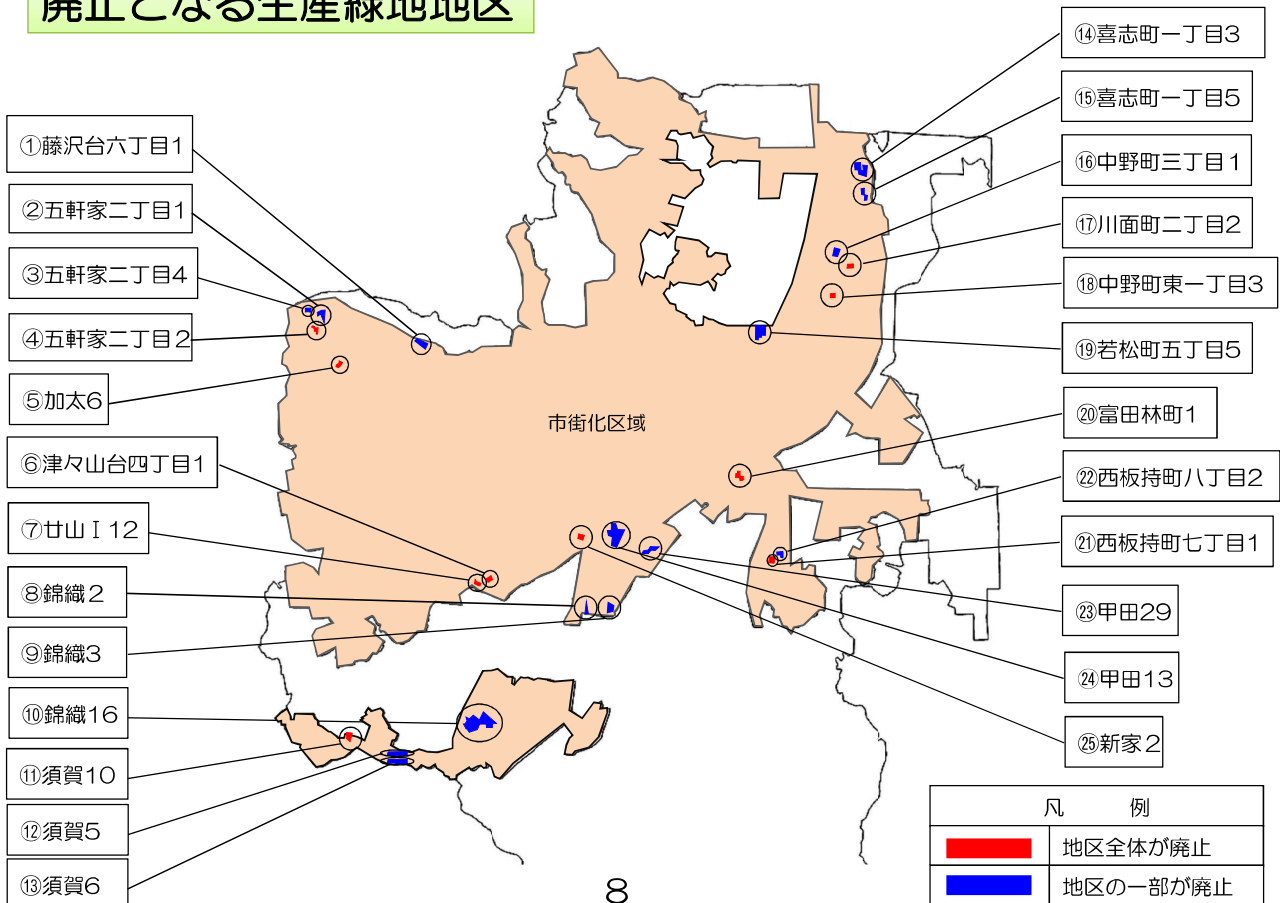 廃止となる生産緑地地区
①藤沢台六丁目1
②五軒家二丁目1
③五軒家二丁目4
④五軒家二丁目2
⑤加太6
⑥津々山台四丁目1
⑦廿山Ⅰ12
⑧錦織2
⑨錦織3
⑩錦織16
⑪須賀10
⑫須賀5
⑬須賀6
市街化区域
⑭喜志町一丁目3
⑮喜志町一丁目5
⑯中野町三丁目1
⑰川面町二丁目2
⑱中野町東一丁目3
⑲若松町五丁目5
⑳富田林町1
㉒西板持町八丁目2
㉑西板持町七丁目1
㉓甲田29
㉔甲田13
㉕新家2
凡 例
地区全体が廃止
地区の一部が廃止
8